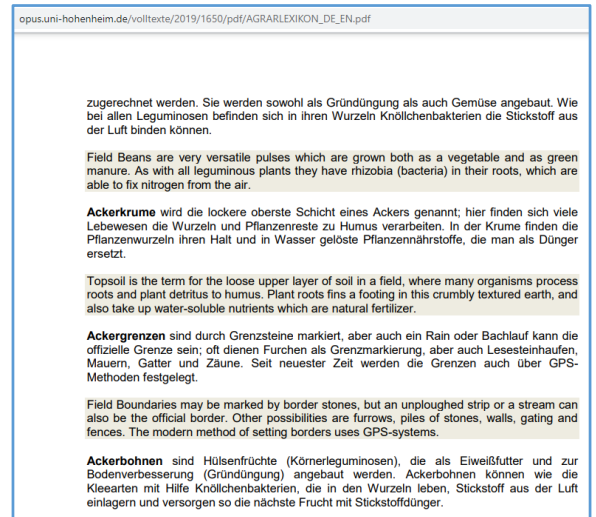 opus.uni-hohenheim.de/volltexte/2019/1650/pdf/AGRARLEXIKON_DE_EN.pdf
zugerechnet werden. Sie werden sowohl als Gründüngung als auch Gemüse angebaut. Wie
bei allen Leguminosen befinden sich in ihren Wurzeln Knöllchenbakterien die Stickstoff aus
der Luft binden können.
Field Beans are very versatile pulses which are grown both as a vegetable and as green
manure. As with all leguminous plants they have rhizobia (bacteria) in their roots, which are
able to fix nitrogen from the air.
Ackerkrume wird die lockere oberste Schicht eines Ackers genannt; hier finden sich viele
Lebewesen die Wurzeln und Pflanzenreste zu Humus verarbeiten. In der Krume finden die
Pflanzenwurzeln ihren Halt und in Wasser gelöste Pflanzennährstoffe, die man als Dünger
ersetzt.
Topsoil is the term for the loose upper layer of soil in a field, where many organisms process
roots and plant detritus to humus. Plant roots fins a footing in this crumbly textured earth, and
also take up water-soluble nutrients which are natural fertilizer.
Ackergrenzen sind durch Grenzsteine markiert, aber auch ein Rain oder Bachlauf kann die
offizielle Grenze sein; oft dienen Furchen als Grenzmarkierung, aber auch Lesesteinhaufen,
Mauern, Gatter und Zäune. Seit neuester Zeit werden die Grenzen auch über GPS-
Methoden festgelegt.
Field Boundaries may be marked by border stones, but an unploughed strip or a stream can
also be the official border. Other possibilities are furrows, piles of stones, walls, gating and
fences. The modern method of setting borders uses GPS-systems.
Ackerbohnen sind Hülsenfrüchte (Körnerleguminosen), die als Eiweißfutter und zur
Bodenverbesserung (Gründüngung) angebaut werden. Ackerbohnen können wie die
Kleearten mit Hilfe Knöllchenbakterien, die in den Wurzeln leben, Stickstoff aus der Luft
einlagern und versorgen so die nächste Frucht mit Stickstoffdünger.